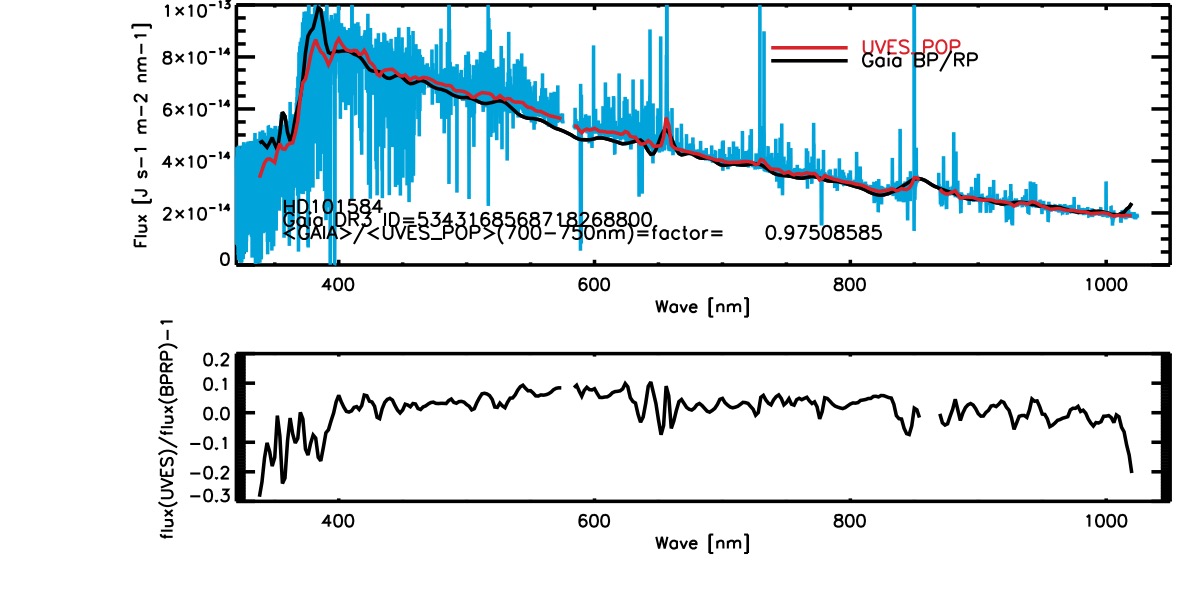 1×10−13
8×10−14
6×10−14
4×10−14
2×10−14
0
Flux [J s−1 m−2 nm−1]
UVES_POP
Gaia BP/RP
HD101584
Gaia DR3 ID=5343168568718268800
<GAIA>/<UVES_POP>(700−750nm)=factor= 0.97508585
400 600 800 1000
Wave [nm]
flux(UVES)/flux(BPRP)−1
0.2
0.1
0.0
−0.1
−0.2
−0.3
400 600 800 1000
Wave [nm]